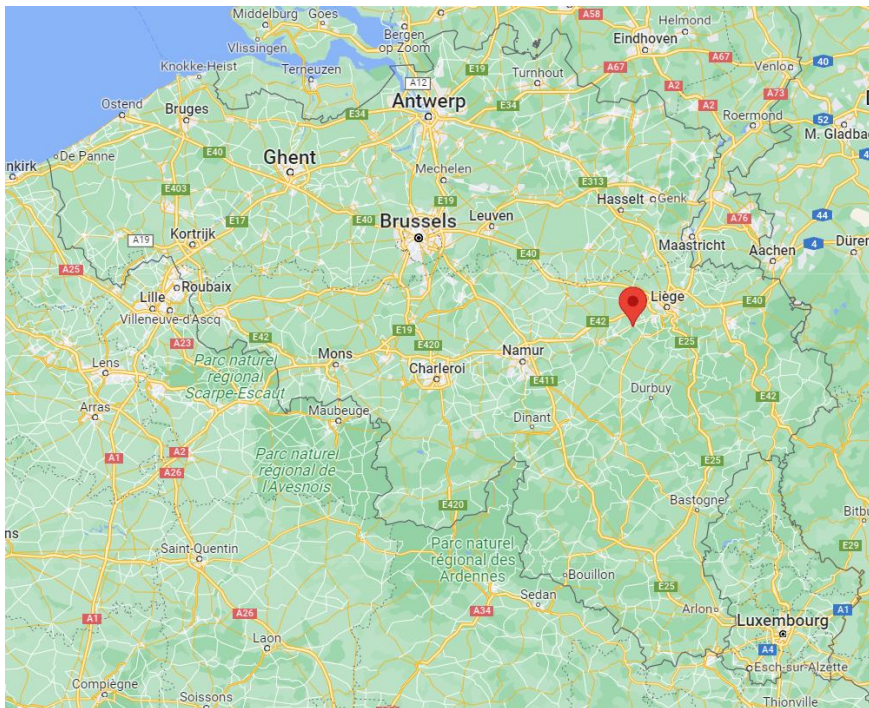 Middelburg
Goes
Bergen
op Zoom
A58
Helmond
Eindhoven
Vlissingen
E19
A67
A67
Knokke-Heist
Terneuzen
A12
Turnhout
A2
Venlo
40
Ostend
Antwerp
E34
A73
Bruges
E34
A2
Roermond
52
M. Gladbac
De Panne
E40
Ghent
Mechelen
E313
nkirk
E403
E19
Hasselt
Genk
44
E17
E40
Brussels
Leuven
A76
A19
Kortrijk
Maastricht
4
Düren
A25
E40
Aachen
Roubaix
Lille
Liège
E40
Villeneuve-d'Ascq
E19
E42
E42
E420
E25
A23
Lens
Parc naturel
régional
Scarpe-Escaut
Mons
Namur
Charleroi
E411
Durbuy
E42
Arras
Maubeuge
Dinant
A2
A1
Parc naturel
régional de
l'Avesnois
A26
E25
E420
Bastogne
Bitbu
ns
Saint-Quentin
Parc naturel
régional des
Ardennes
E29
Bouillon
E25
Sedan
Arlon
A1
A26
A34
Luxembourg
A1
Laon
A4
Esch-sur-Alzette
Compiègne
Soissons
Thionville